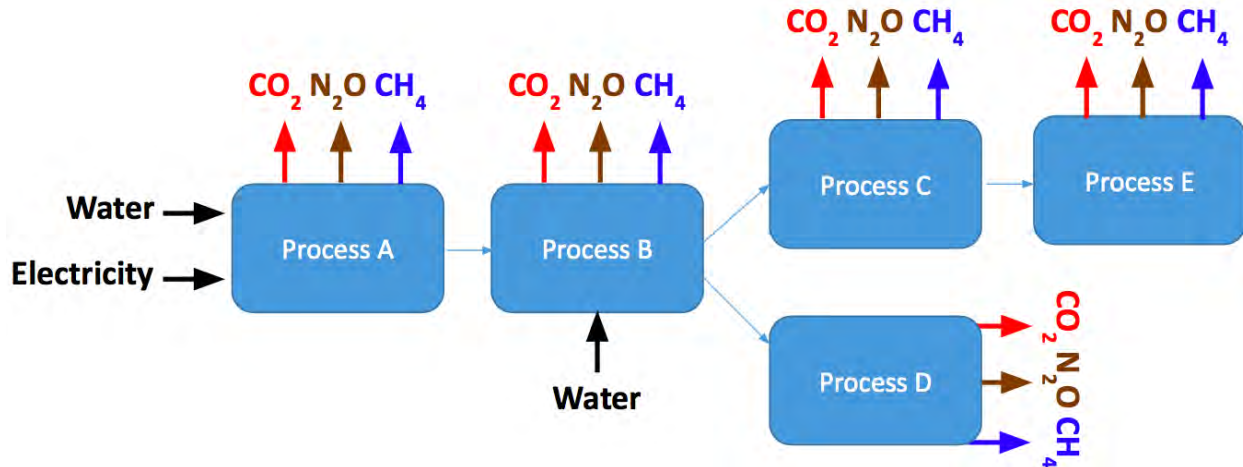 CO₂ N₂O CH₄
CO₂ N₂O CH₄
CO₂ N₂O CH₄
CO₂ N₂O CH₄
Water
Electricity
Process A
Process B
Process C
Process E
Water
Process D
CO₂
N₂O
CH₄